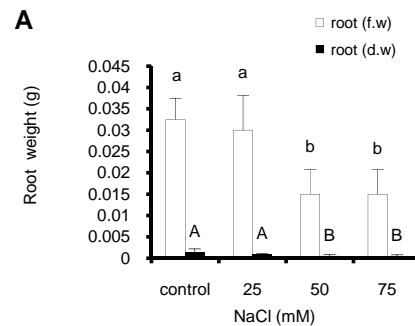 A
root (f.w)
root (d.w)
Root weight (g)
0.045
0.04
0.035
0.03
0.025
0.02
0.015
0.01
0.005
0
a
a
b
b
A
A
B
B
control 25 50 75
NaCl (mM)